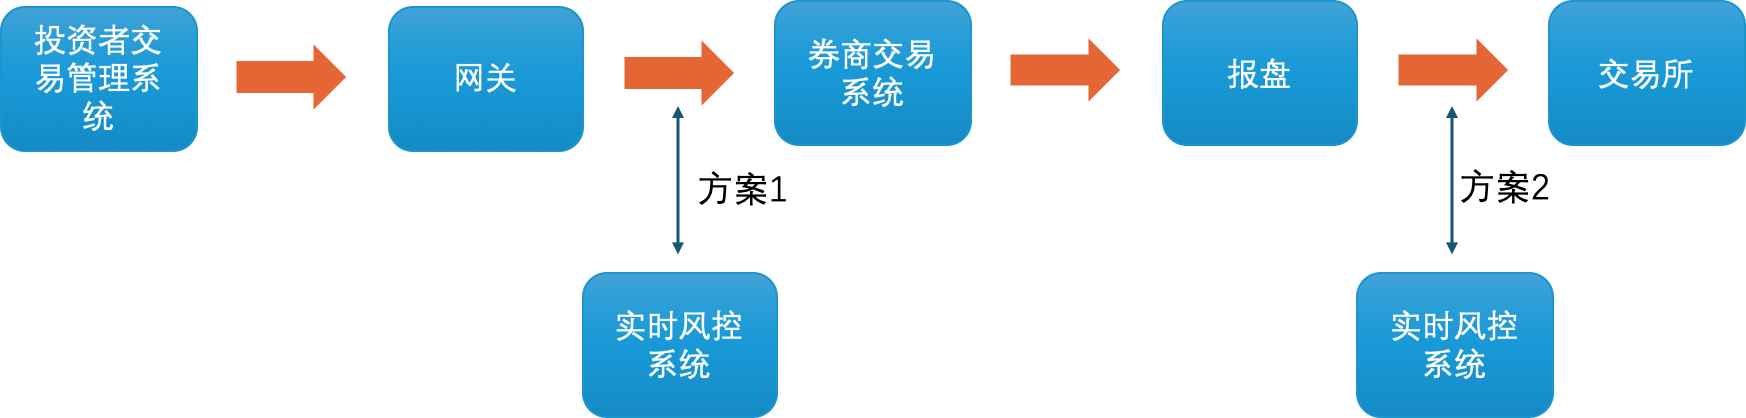 投资者交
易管理系
统
网关
券商交易
系统
报盘
交易所
方案1
方案2
实时风控
系统
实时风控
系统